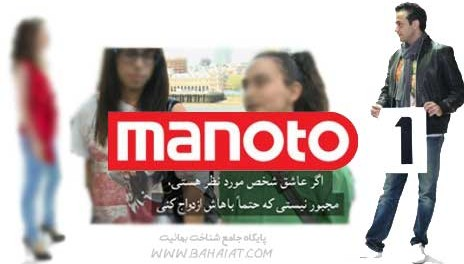 manoto
1
اگر عاشق شخص مورد نظر هستی،
مجبور نیستی که حتماً باهاش ازدواج کنی
پایگاه جامع شناخت بهائیت
WWW.BAHAIAT.COM